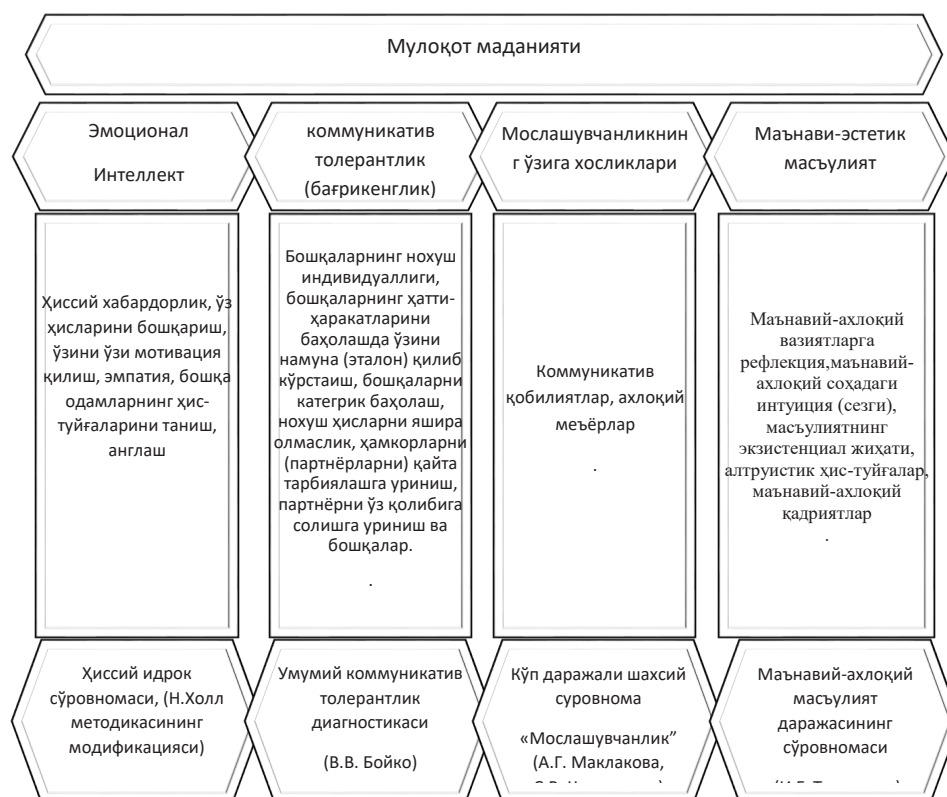 Мулоқот маданияти
Эмоционал
Интеллект
коммуникатив
толерантлик
(бағрикенглик)
Мослашувчанликнин
г ўзига хосликлари
Маънави-эстетик
масъулият
Ҳиссий хабардорлик, ўз
ҳисларини бошқариш,
ўзини ўзи мотивация
қилиш, эмпатия, бошқа
одамларнинг ҳис-
туйғаларини таниш,
англаш
Бошқаларнинг нохуш
индивидуаллиги,
бошқаларнинг ҳатти-
ҳаракатларини
баҳолашда ўзини
намуна (эталон) қилиб
кўрстаиш, бошқаларни
категрик баҳолаш,
нохуш ҳисларни яшира
олмаслик, ҳамкорларни
(партнёрларни) қайта
тарбиялашга уриниш,
партнёрни ўз қолибига
солишга уриниш ва
бошқалар.
.
Коммуникатив
қобилиятлар, ахлоқий
меъёрлар
.
Маънавий-ахлоқий
вазиятларга
рефлекция,маънавий-
ахлоқий соҳадаги
интуиция (сезги),
масъулиятнинг
экзистенциал жиҳати,
алтруистик ҳис-туйғалар,
маънавий-ахлоқий
қадриятлар
.
Ҳиссий идрок
сўровномаси, (Н.Холл
методикасининг
модификацияси)
Умумий коммуникатив
толерантлик
диагностикаси
(В.В. Бойко)
Кўп даражали шахсий
суровнома
«Мослашувчанлик”
(А.Г. Маклакова,
Маънавий-ахлоқий
масъулият
даражасининг
сўровномаси